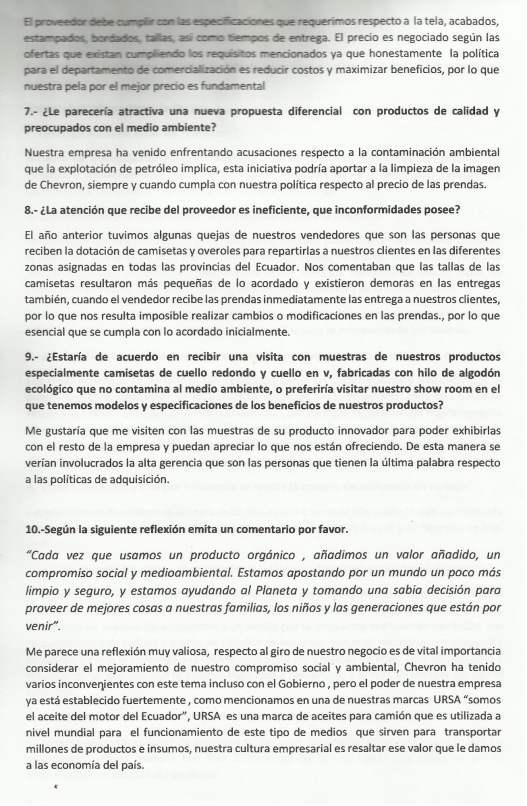 El proveedor debe cumplir con las especificaciones que requerimos respecto a la tela, acabados,
estampados, bordados, tallas, así como tiempos de entrega. El precio es negociado según las
ofertas que existan cumpliendo los requisitos mencionados ya que honestamente la política
para el departamento de comercialización es reducir costos y maximizar beneficios, por lo que
nuestra pela por el mejor precio es fundamental
7.- ¿Le parecería atractiva una nueva propuesta diferencial con productos de calidad y
preocupados con el medio ambiente?
Nuestra empresa ha venido enfrentando acusaciones respecto a la contaminación ambiental
que la explotación de petróleo implica, esta iniciativa podría aportar a la limpieza de la imagen
de Chevron, siempre y cuando cumpla con nuestra política respecto al precio de las prendas.
8.- ¿La atención que recibe del proveedor es ineficiente, que inconformidades posee?
El año anterior tuvimos algunas quejas de nuestros vendedores que son las personas que
reciben la dotación de camisetas y overoles para repartirlas a nuestros clientes en las diferentes
zonas asignadas en todas las provincias del Ecuador. Nos comentaban que las tallas de las
camisetas resultaron más pequeñas de lo acordado y existieron demoras en las entregas
también, cuando el vendedor recibe las prendas inmediatamente las entrega a nuestros clientes,
por lo que nos resulta imposible realizar cambios o modificaciones en las prendas., por lo que
esencial que se cumpla con lo acordado inicialmente.
9.- ¿Estaría de acuerdo en recibir una visita con muestras de nuestros productos
especialmente camisetas de cuello redondo y cuello en v, fabricadas con hilo de algodón
ecológico que no contamina al medio ambiente, o preferiría visitar nuestro show room en el
que tenemos modelos y especificaciones de los beneficios de nuestros productos?
Me gustaría que me visiten con las muestras de su producto innovador para poder exhibirlas
con el resto de la empresa y puedan apreciar lo que nos están ofreciendo. De esta manera se
verían involucrados la alta gerencia que son las personas que tienen la última palabra respecto
a las políticas de adquisición.
10.-Según la siguiente reflexión emita un comentario por favor.
“Cada vez que usamos un producto orgánico , añadimos un valor añadido, un
compromiso social y medioambiental. Estamos apostando por un mundo un poco más
limpio y seguro, y estamos ayudando al Planeta y tomando una sabia decisión para
proveer de mejores cosas a nuestras familias, los niños y las generaciones que están por
venir”.
Me parece una reflexión muy valiosa, respecto al giro de nuestro negocio es de vital importancia
considerar el mejoramiento de nuestro compromiso social y ambiental, Chevron ha tenido
varios inconvenientes con este tema incluso con el Gobierno , pero el poder de nuestra empresa
ya está establecido fuertemente , como mencionamos en una de nuestras marcas URSA “somos
el aceite del motor del Ecuador”, URSA es una marca de aceites para camión que es utilizada a
nivel mundial para el funcionamiento de este tipo de medios que sirven para transportar
millones de productos e insumos, nuestra cultura empresarial es resaltar ese valor que le damos
a las economía del país.